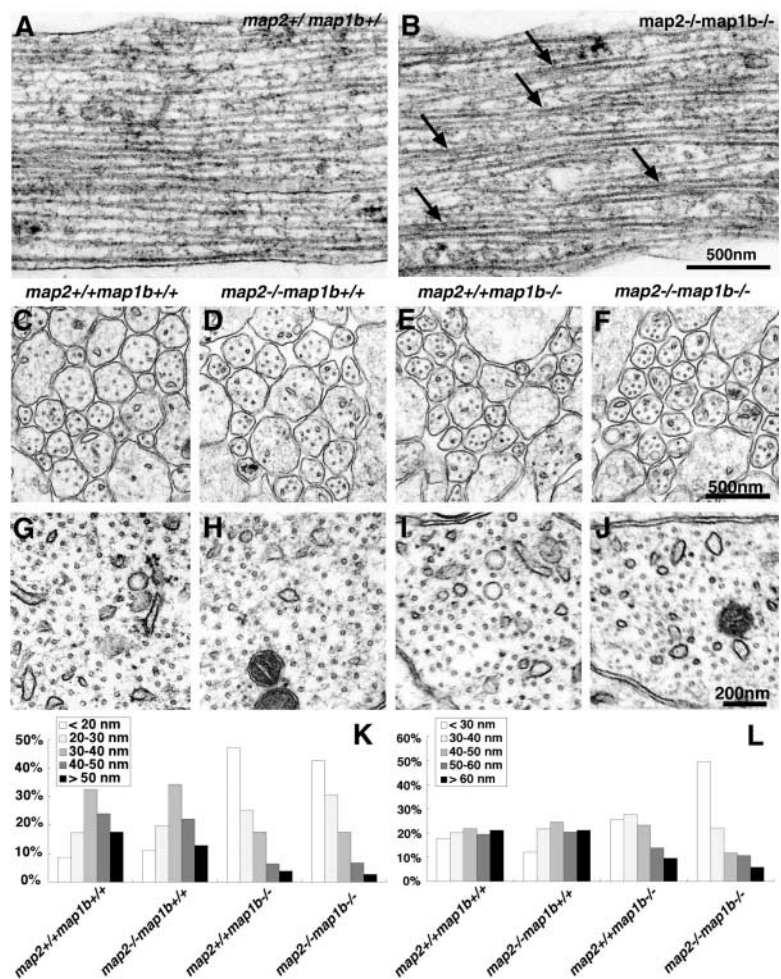 A
map2+/ map1b+/
B
map2-/-map1b-/-
500nm
map2+/+map1b+/+
map2-/-map1b+/+
map2+/+map1b-/-
map2-/-map1b-/-
C
D
E
F
500nm
G
H
I
J
200nm
K
< 20 nm
20-30 nm
30-40 nm
40-50 nm
> 50 nm
50%
40%
30%
20%
10%
0%
map2+/+map1b+/+
map2-/-map1b+/+
map2+/+map1b-/-
map2-/-map1b-/-
L
< 30 nm
30-40 nm
40-50 nm
50-60 nm
> 60 nm
60%
50%
40%
30%
20%
10%
0%
map2+/+map1b+/+
map2-/-map1b+/+
map2+/+map1b-/-
map2-/-map1b-/-